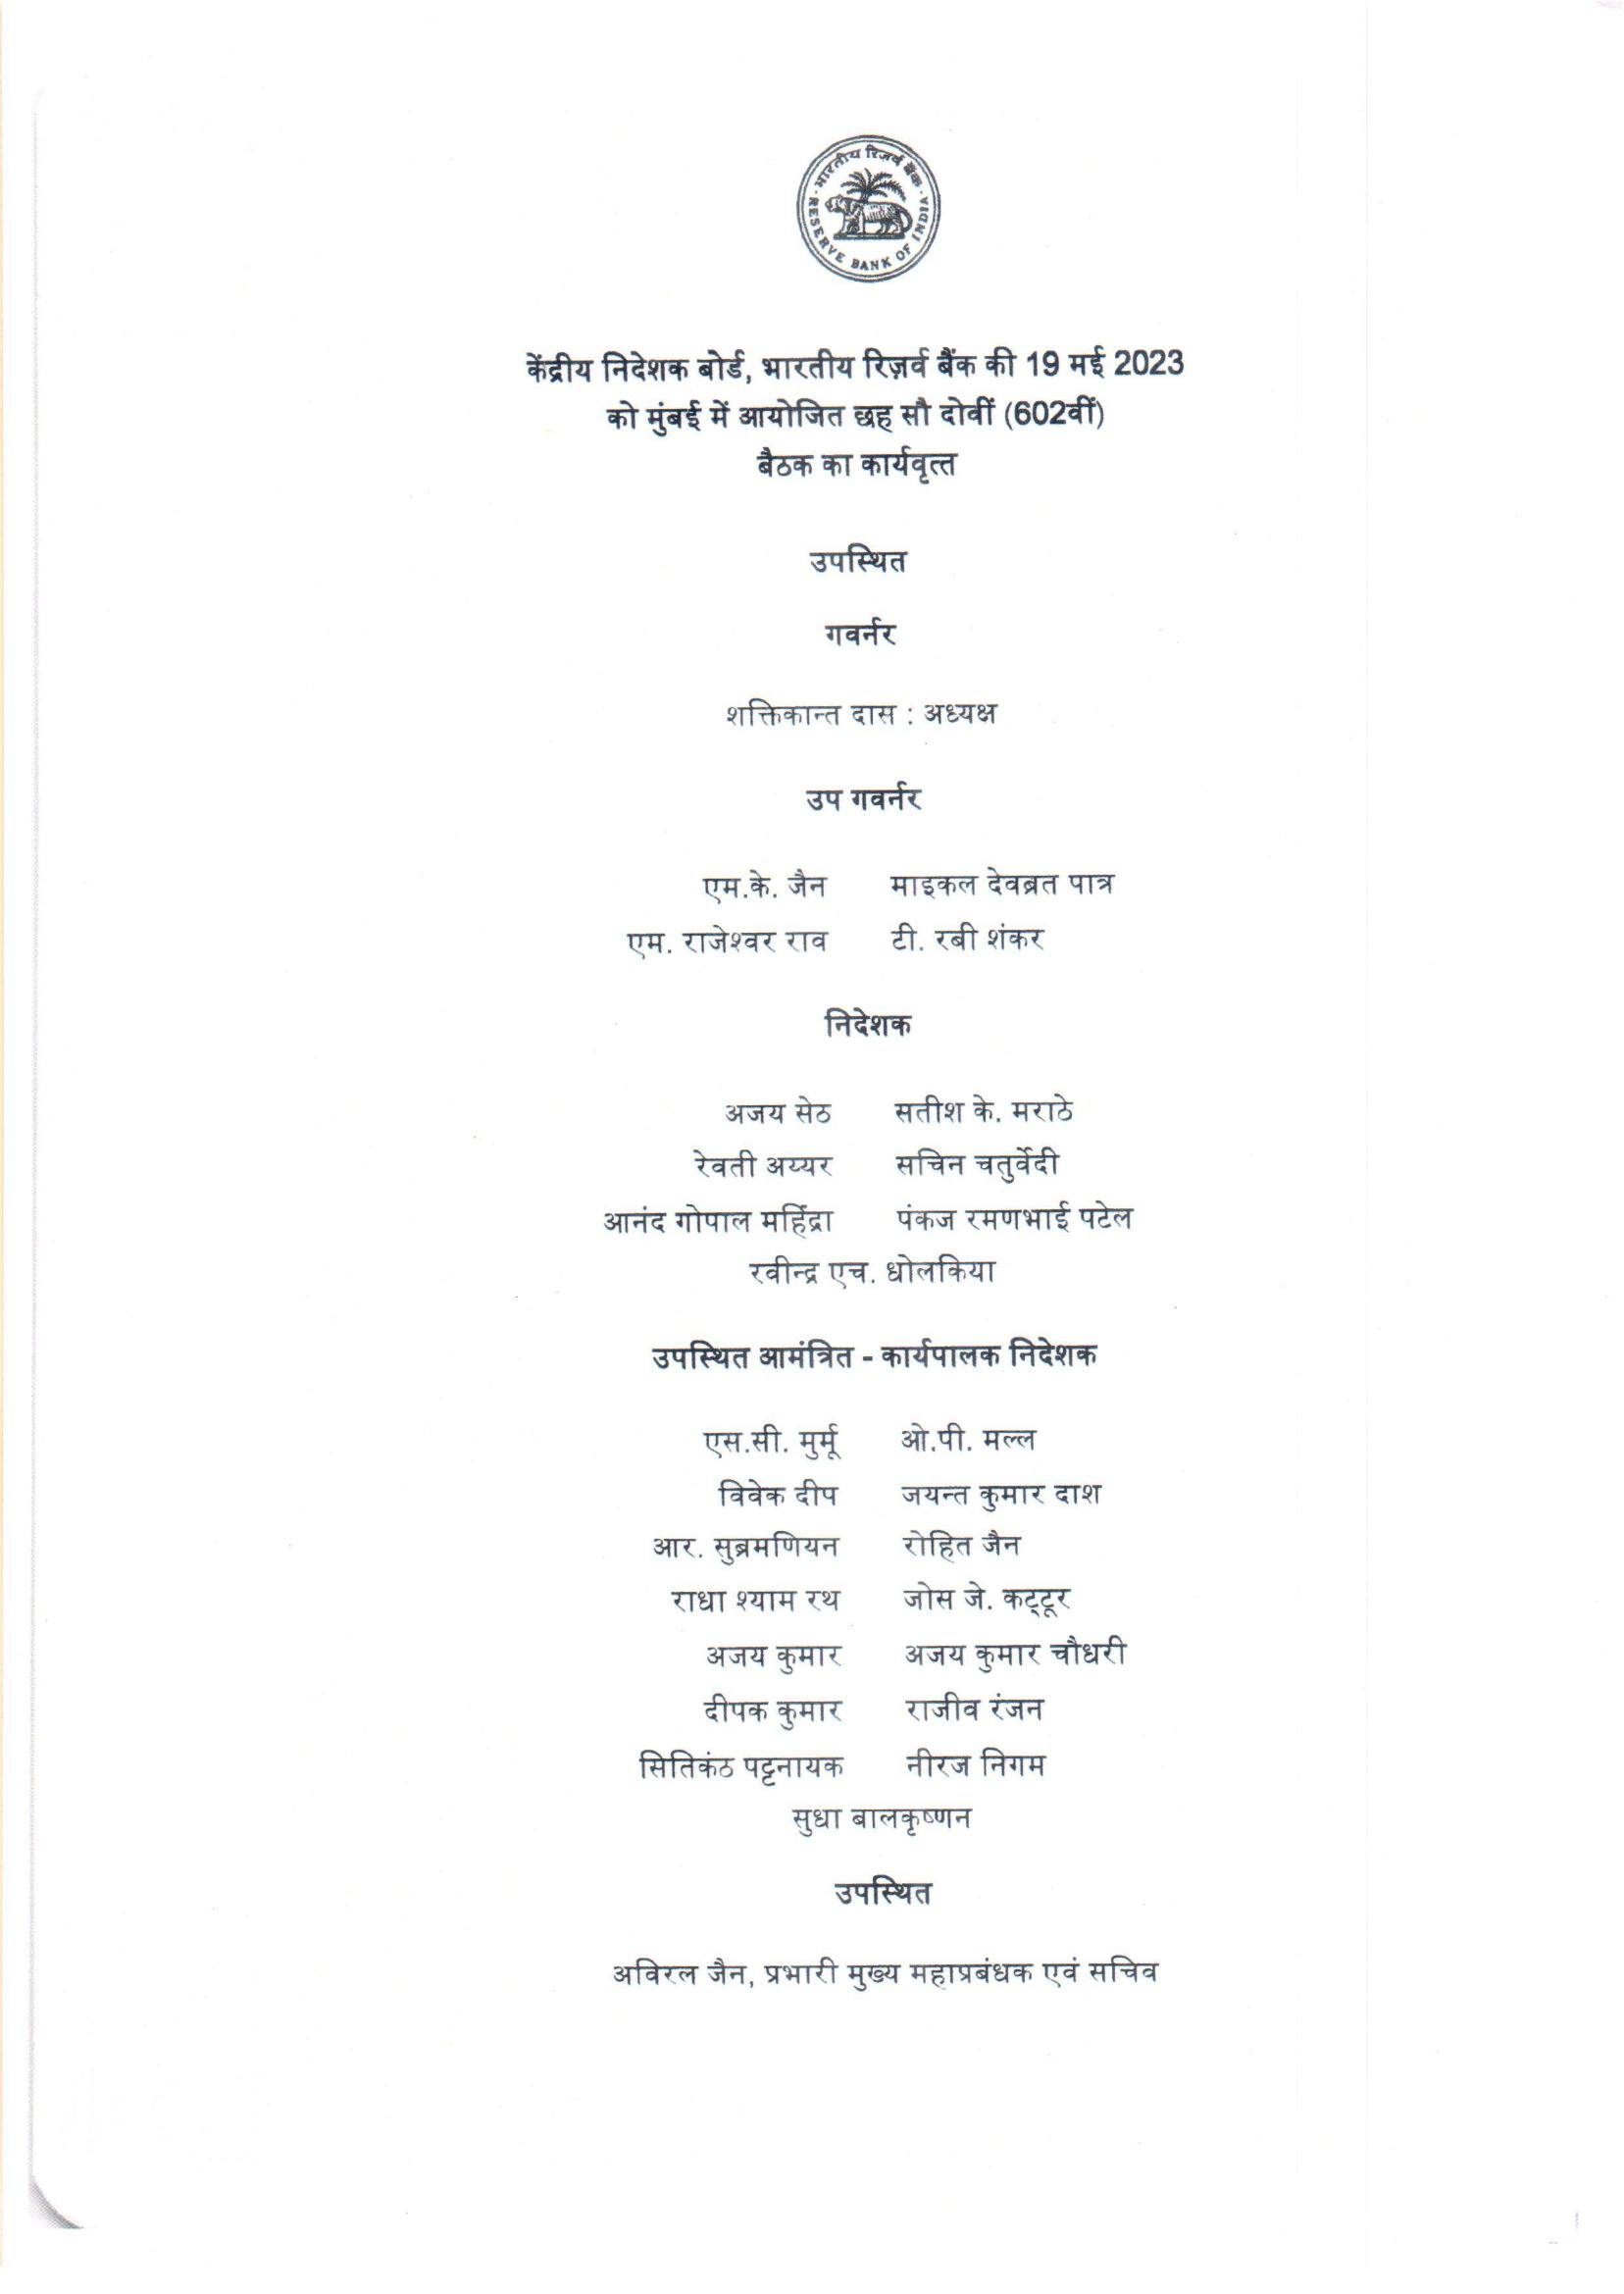 भारतीय रिज़र्व बैंक
RESERVE BANK OF INDIA
केंद्रीय निदेशक बोर्ड, भारतीय रिज़र्व बैंक की 19 मई 2023
को मुंबई में आयोजित छह सौ दोवीं (602वीं)
बैठक का कार्यवृत्त
उपस्थित
गवर्नर
शक्तिकान्त दास : अध्यक्ष
उप गवर्नर
एम.के. जैन माइकल देवब्रत पात्र
एम. राजेश्वर राव टी. रबी शंकर
निदेशक
अजय सेठ सतीश के. मराठे
रेवती अय्यर सचिन चतुर्वेदी
आनंद गोपाल महिंद्रा पंकज रमणभाई पटेल
रवीन्द्र एच. धोलकिया
उपस्थित आमंत्रित - कार्यपालक निदेशक
एस.सी. मुर्मू ओ.पी. मल्ल
विवेक दीप जयन्त कुमार दाश
आर. सुब्रमणियन रोहित जैन
राधा श्याम रथ जोस जे. कट्टूर
अजय कुमार अजय कुमार चौधरी
दीपक कुमार राजीव रंजन
सितिकंठ पट्टनायक नीरज निगम
सुधा बालकृष्णन
उपस्थित
अविरल जैन, प्रभारी मुख्य महाप्रबंधक एवं सचिव